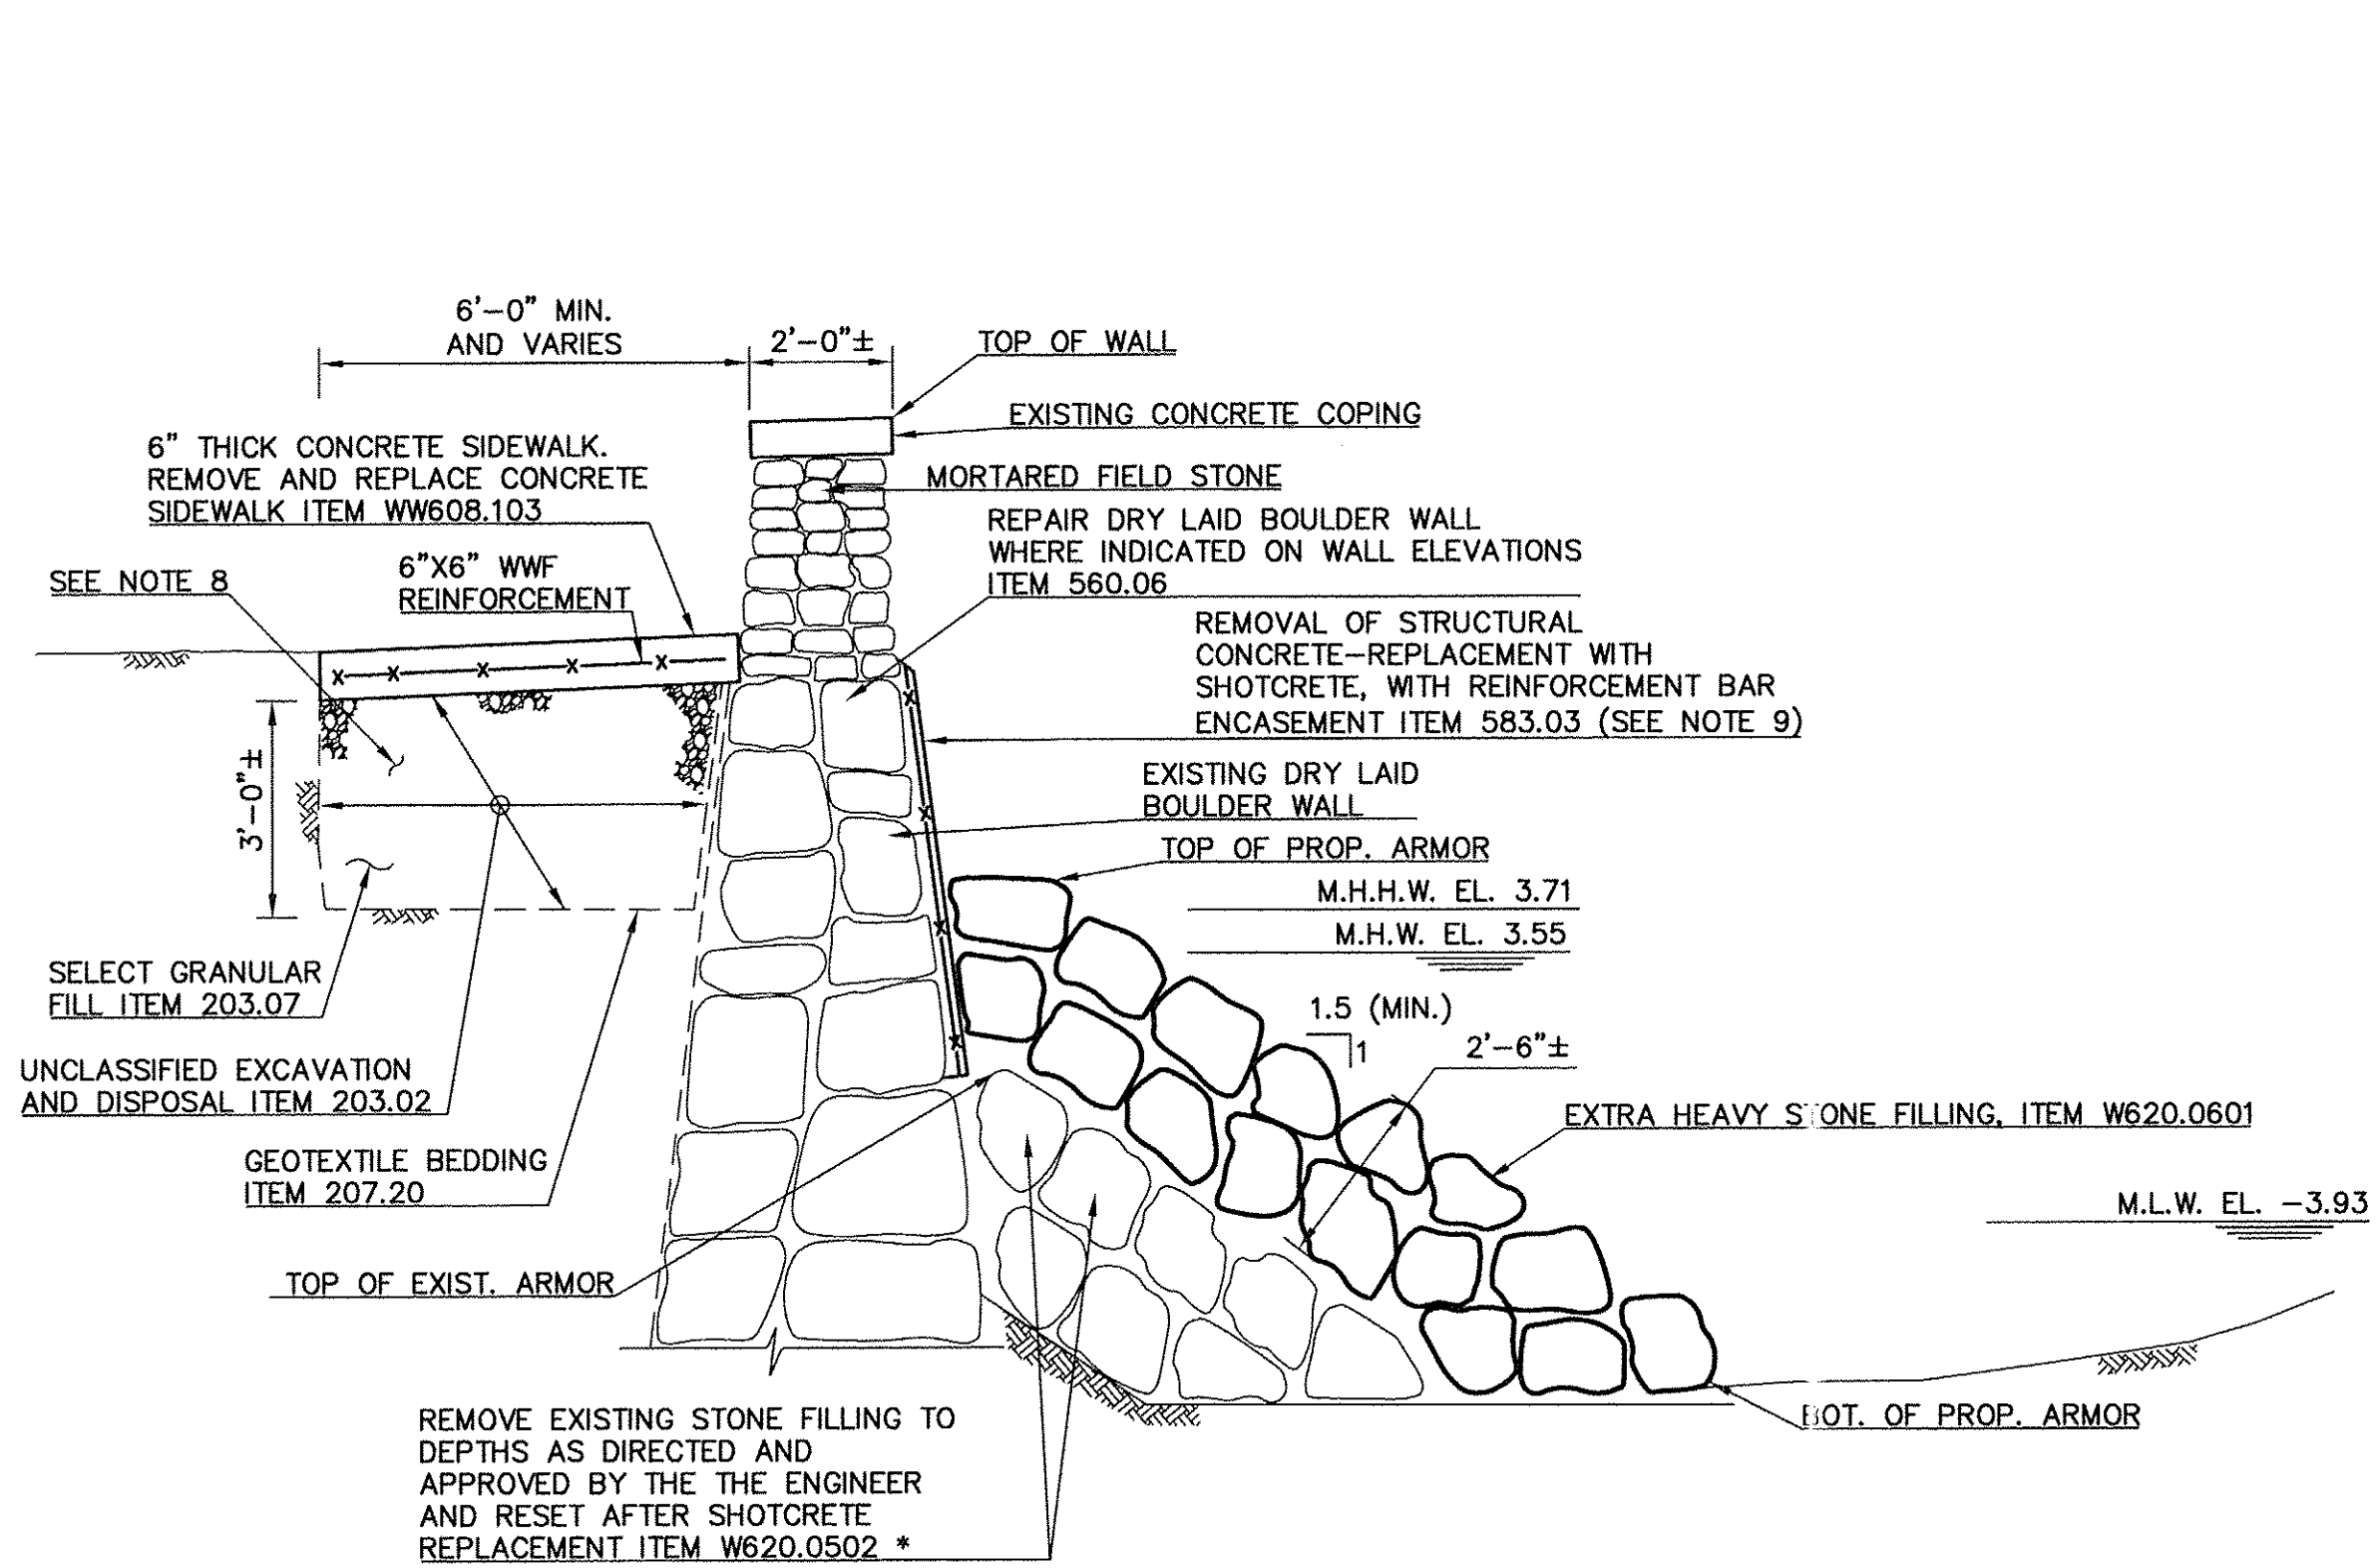 6'-0" MIN.
AND VARIES
2'-0"±
TOP OF WALL
EXISTING CONCRETE COPING
6" THICK CONCRETE SIDEWALK.
REMOVE AND REPLACE CONCRETE
SIDEWALK ITEM WW608.103
MORTARED FIELD STONE
REPAIR DRY LAID BOULDER WALL
WHERE INDICATED ON WALL ELEVATIONS
ITEM 560.06
SEE NOTE 8
6"X6" WWF
REINFORCEMENT
REMOVAL OF STRUCTURAL
CONCRETE-REPLACEMENT WITH
SHOTCRETE, WITH REINFORCEMENT BAR
ENCASEMENT ITEM 583.03 (SEE NOTE 9)
3'-0"±
EXISTING DRY LAID
BOULDER WALL
TOP OF PROP. ARMOR
M.H.H.W. EL. 3.71
M.H.W. EL. 3.55
SELECT GRANULAR
FILL ITEM 203.07
1.5 (MIN.)
1
2'-6"±
UNCLASSIFIED EXCAVATION
AND DISPOSAL ITEM 203.02
EXTRA HEAVY STONE FILLING, ITEM W620.0601
GEOTEXTILE BEDDING
ITEM 207.20
M.L.W. EL. -3.93
TOP OF EXIST. ARMOR
BOT. OF PROP. ARMOR
REMOVE EXISTING STONE FILLING TO
DEPTHS AS DIRECTED AND
APPROVED BY THE THE ENGINEER
AND RESET AFTER SHOTCRETE
REPLACEMENT ITEM W620.0502 *